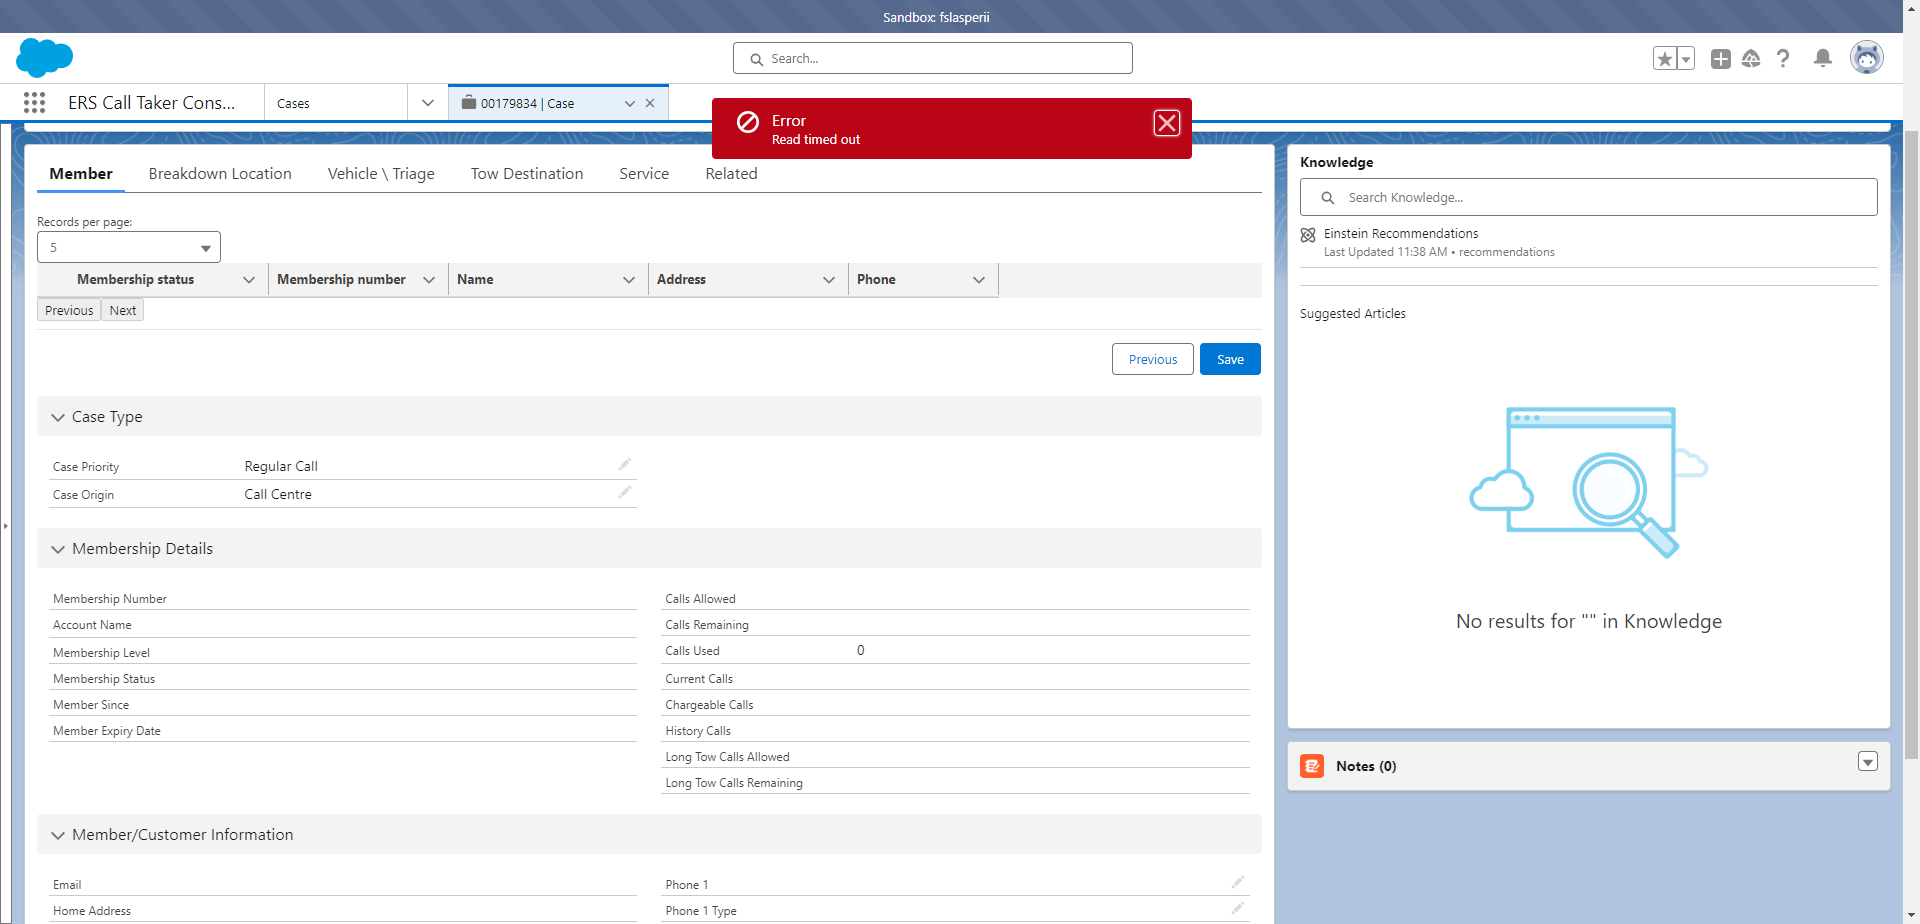 Sandbox: fslasperii
Search...
ERS Call Taker Cons...
Cases
00179834 | Case
Error
Read timed out
Member
Breakdown Location
Vehicle \ Triage
Tow Destination
Service
Related
Records per page:
5
Membership status
Membership number
Name
Address
Phone
Previous
Next
Previous
Save
Case Type
Case Priority
Regular Call
Case Origin
Call Centre
Membership Details
Membership Number
Account Name
Membership Level
Membership Status
Member Since
Member Expiry Date
Calls Allowed
Calls Remaining
Calls Used
0
Current Calls
Chargeable Calls
History Calls
Long Tow Calls Allowed
Long Tow Calls Remaining
Member/Customer Information
Email
Home Address
Phone 1
Phone 1 Type
Knowledge
Search Knowledge...
Einstein Recommendations
Last Updated 11:38 AM • recommendations
Suggested Articles
No results for "" in Knowledge
Notes (0)